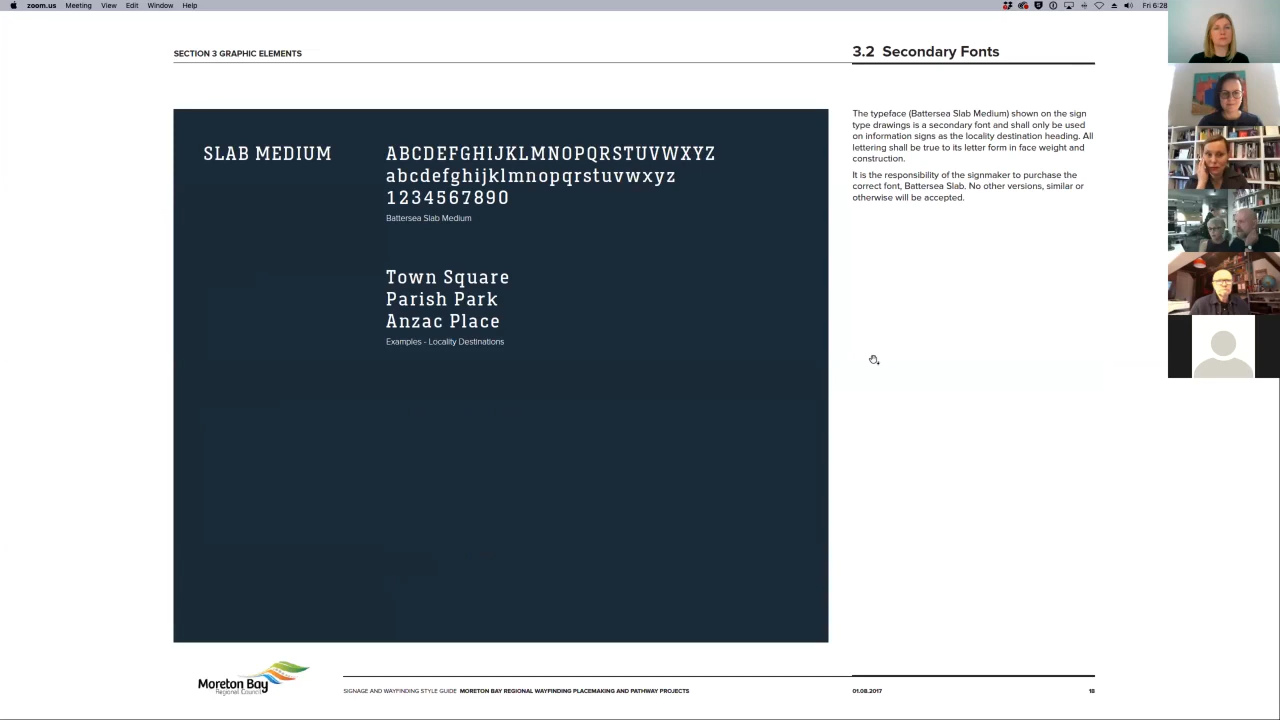 zoom.us Meeting View Edit Window Help Fri 6:28
SECTION 3 GRAPHIC ELEMENTS
3.2 Secondary Fonts
SLAB MEDIUM
ABCDEFGHIJKLMNOPQRSTUVWXYZ
abcdefghijklmnopqrstuvwxyz
1234567890
Battersea Slab Medium
Town Square
Parish Park
Anzac Place
Examples - Locality Destinations
The typeface (Battersea Slab Medium) shown on the sign
type drawings is a secondary font and shall only be used
on information signs as the locality destination heading. All
lettering shall be true to its letter form in face weight and
construction.
It is the responsibility of the signmaker to purchase the
correct font, Battersea Slab. No other versions, similar or
otherwise will be accepted.
Moreton Bay
Regional Council
SIGNAGE AND WAYFINDING STYLE GUIDE MORETON BAY REGIONAL WAYFINDING PLACEMAKING AND PATHWAY PROJECTS
01.08.2017
18